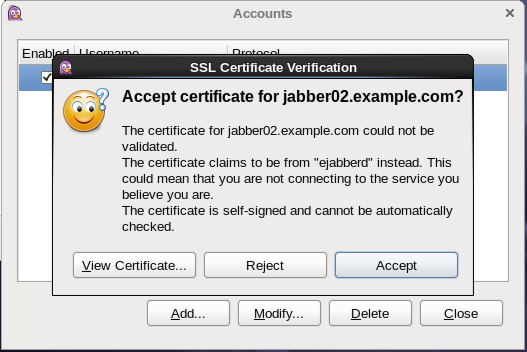 Accounts
Enabled Username Protocol
SSL Certificate Verification
Accept certificate for jabber02.example.com?
The certificate for jabber02.example.com could not be
validated.
The certificate claims to be from "ejabberd" instead. This
could mean that you are not connecting to the service you
believe you are.
The certificate is self-signed and cannot be automatically
checked.
View Certificate... Reject Accept
Add... Modify... Delete Close